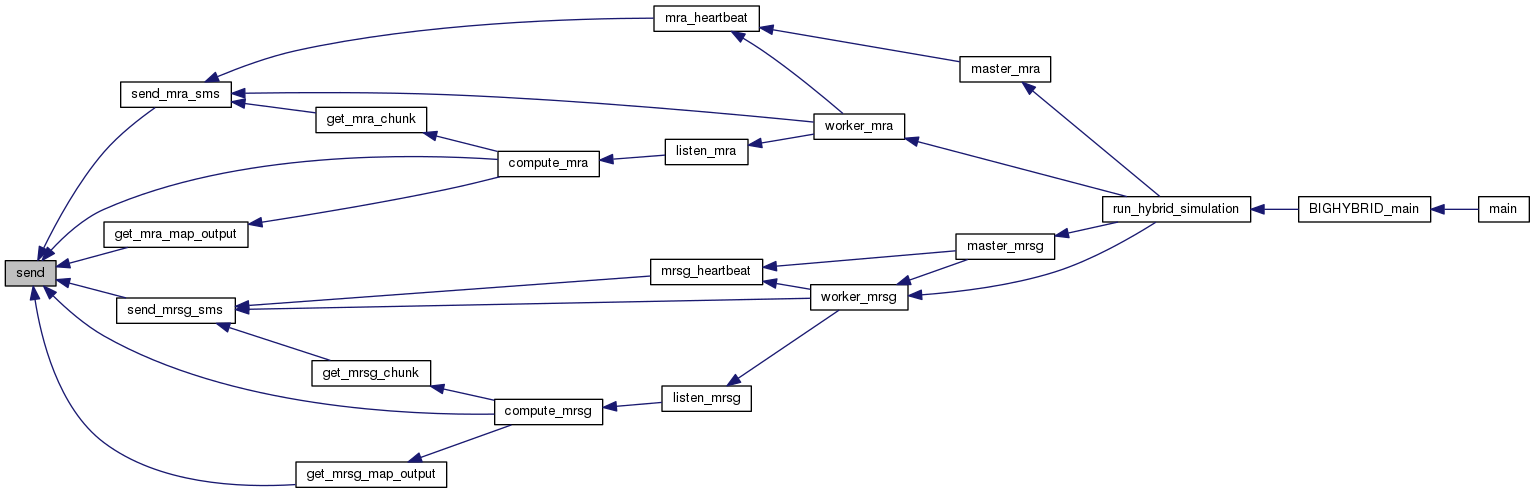 mra_heartbeat
master_mra
send_mra_sms
get_mra_chunk
worker_mra
listen_mra
compute_mra
run_hybrid_simulation
BIGHYBRID_main
main
get_mra_map_output
master_mrsg
send
mrsg_heartbeat
worker_mrsg
send_mrsg_sms
get_mrsg_chunk
listen_mrsg
compute_mrsg
get_mrsg_map_output